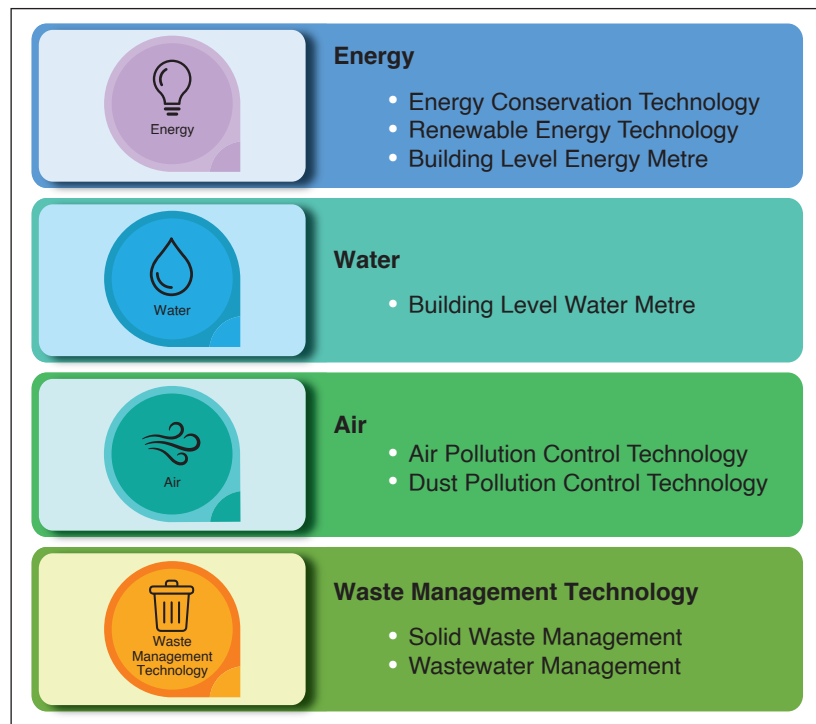 Energy
Energy
• Energy Conservation Technology
• Renewable Energy Technology
• Building Level Energy Metre
Water
Water
• Building Level Water Metre
Air
Air
• Air Pollution Control Technology
• Dust Pollution Control Technology
Waste
Management
Technology
Waste Management Technology
• Solid Waste Management
• Wastewater Management